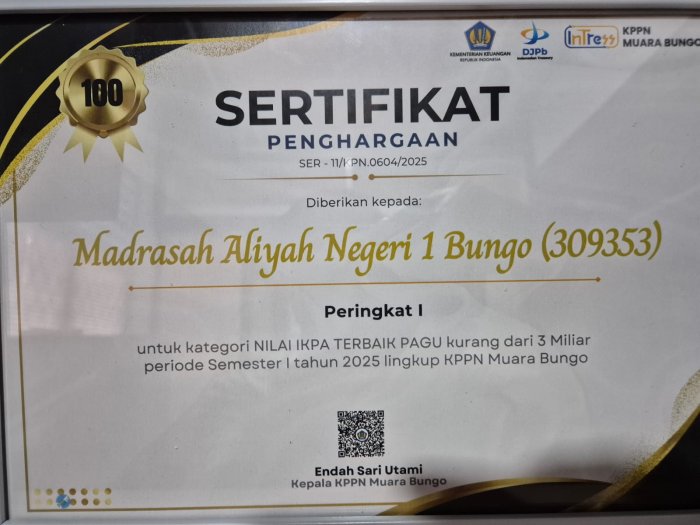 KEMENTERIAN KEUANGAN
REPUBLIK INDONESIA
DJPb
Indonesian Treasury
InTress
KPPN
MUARA BUNGO
100
SERTIFIKAT
PENGHARGAAN
SER - 11/KPN.0604/2025
Diberikan kepada:
Madrasah Aliyah Negeri 1 Bungo (309353)
Peringkat I
untuk kategori NILAI IKPA TERBAIK PAGU kurang dari 3 Miliar
periode Semester I tahun 2025 lingkup KPPN Muara Bungo
Endah Sari Utami
Kepala KPPN Muara Bungo